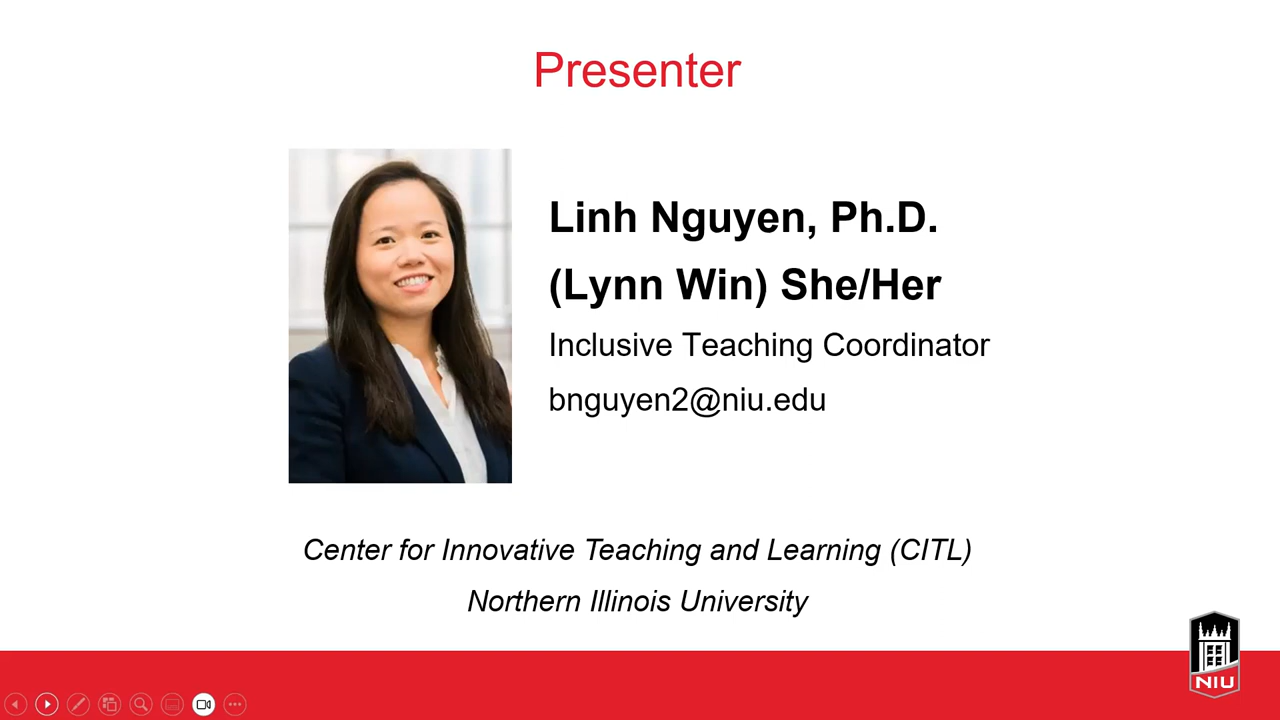 Presenter
Linh Nguyen, Ph.D.
(Lynn Win) She/Her
Inclusive Teaching Coordinator
bnguyen2@niu.edu
Center for Innovative Teaching and Learning (CITL)
Northern Illinois University
NIU